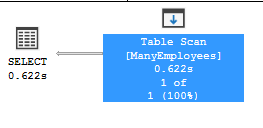 SELECT
0.622s
Table Scan
[ManyEmployees]
0.622s
1 of
1 (100%)